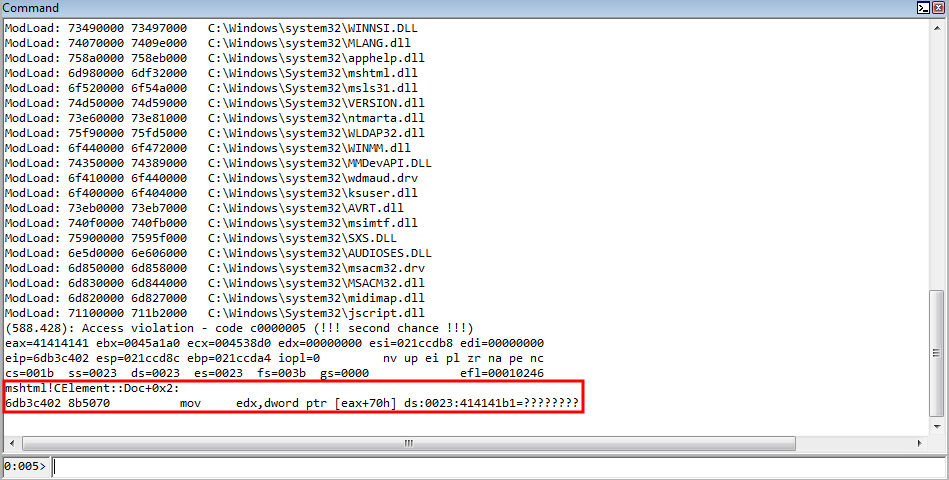 Command
ModLoad: 73490000 73497000   C:\Windows\system32\WINNSI.DLL
ModLoad: 74070000 7409e000   C:\Windows\system32\MLANG.dll
ModLoad: 758a0000 758eb000   C:\Windows\system32\apphelp.dll
ModLoad: 6d980000 6df32000   C:\Windows\system32\mshtml.dll
ModLoad: 6f520000 6f54a000   C:\Windows\system32\msls31.dll
ModLoad: 74d50000 74d59000   C:\Windows\system32\VERSION.dll
ModLoad: 73e60000 73e81000   C:\Windows\system32\ntmarta.dll
ModLoad: 75f90000 75fd5000   C:\Windows\system32\WLDAP32.dll
ModLoad: 6f440000 6f472000   C:\Windows\system32\WINMM.dll
ModLoad: 74350000 74389000   C:\Windows\system32\MMDevAPI.DLL
ModLoad: 6f410000 6f440000   C:\Windows\system32\wdmaud.drv
ModLoad: 6f400000 6f404000   C:\Windows\system32\ksuser.dll
ModLoad: 73eb0000 73eb7000   C:\Windows\system32\AVRT.dll
ModLoad: 740f0000 740fb000   C:\Windows\system32\msimtf.dll
ModLoad: 75900000 7595f000   C:\Windows\system32\SXS.DLL
ModLoad: 6e5d0000 6e606000   C:\Windows\system32\AUDIOSES.DLL
ModLoad: 6d850000 6d858000   C:\Windows\system32\msacm32.drv
ModLoad: 6d830000 6d844000   C:\Windows\system32\MSACM32.dll
ModLoad: 6d820000 6d827000   C:\Windows\system32\midimap.dll
ModLoad: 71100000 711b2000   C:\Windows\system32\jscript.dll
(588.428): Access violation - code c0000005 (!!! second chance !!!)
eax=41414141 ebx=0045a1a0 ecx=004538d0 edx=00000000 esi=021ccdb8 edi=00000000
eip=6db3c402 esp=021ccd8c ebp=021ccda4 iopl=0         nv up ei pl zr na pe nc
cs=001b  ss=0023  ds=0023  es=0023  fs=003b  gs=0000             efl=00010246
mshtml!CElement::Doc+0x2:
6db3c402 8b5070          mov     edx,dword ptr [eax+70h] ds:0023:414141b1=????????
0:005>